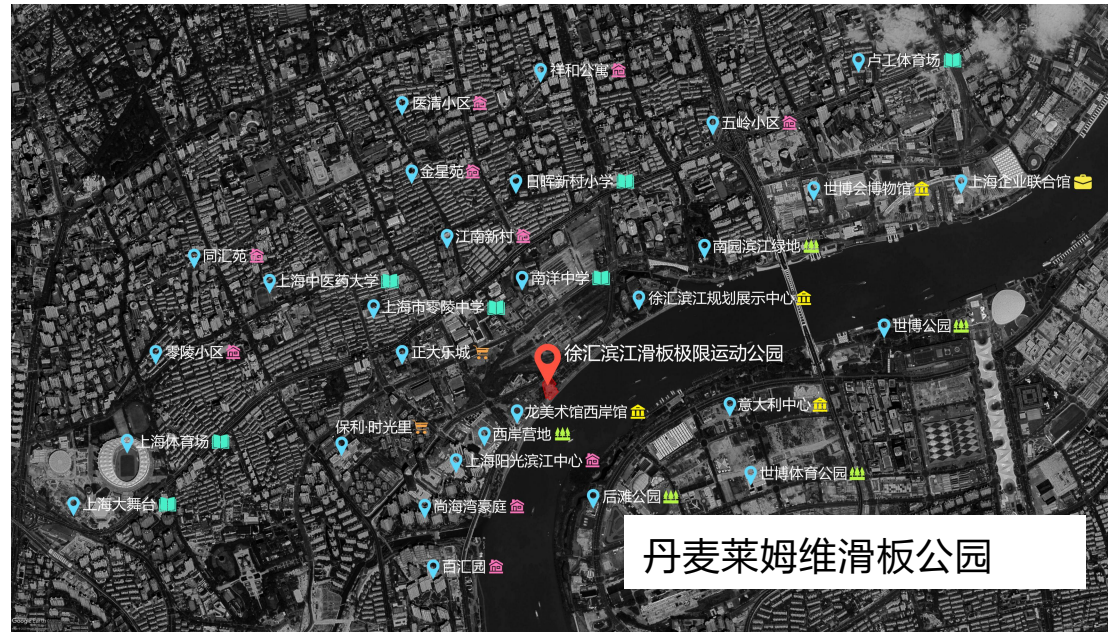 卢工体育场
祥和公寓
医清小区
五岭小区
金星苑
日晖新村小学
世博会博物馆
上海企业联合馆
江南新村
南园滨江绿地
同汇苑
上海中医药大学
南洋中学
徐汇滨江规划展示中心
上海市零陵中学
世博公园
零陵小区
正大乐城
徐汇滨江滑板极限运动公园
意大利中心
龙美术馆西岸馆
保利·时光里
西岸营地
上海体育场
上海阳光滨江中心
世博体育公园
后滩公园
上海大舞台
尚海湾豪庭
丹麦莱姆维滑板公园
百汇园
Google Earth